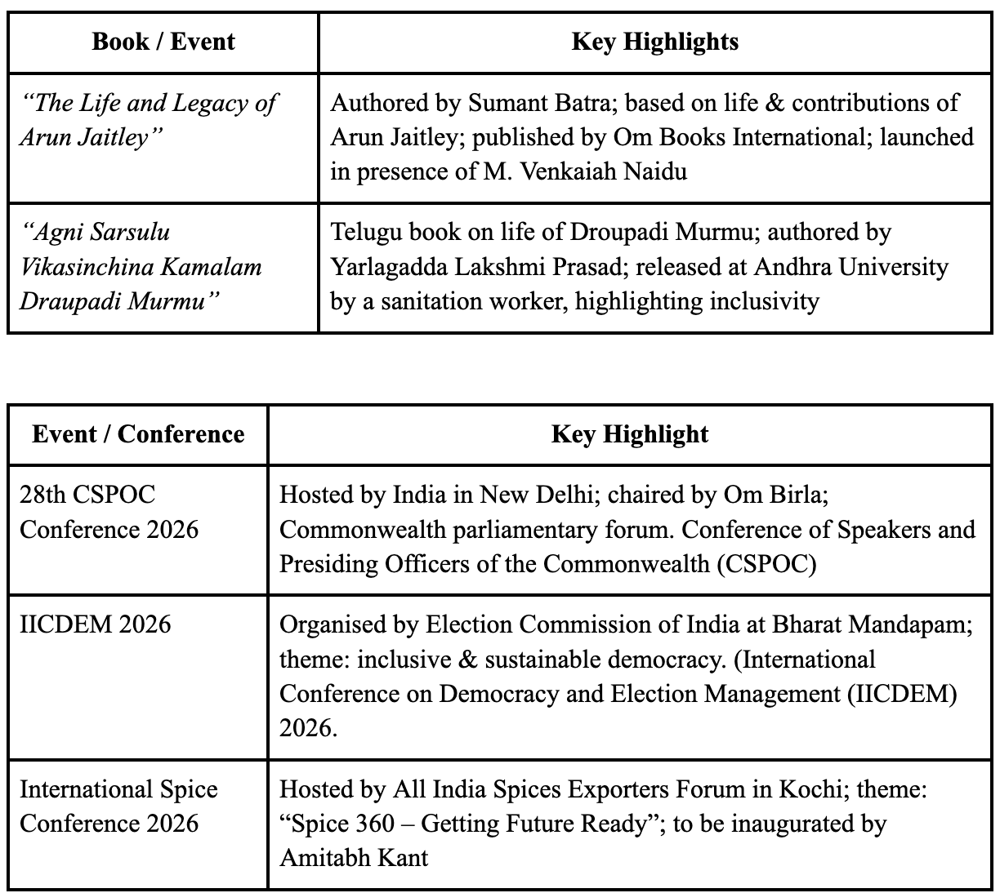 Book / Event
Key Highlights
“The Life and Legacy of
Arun Jaitley”
Authored by Sumant Batra; based on life & contributions of
Arun Jaitley; published by Om Books International; launched
in presence of M. Venkaiah Naidu
“Agni Sarsulu
Vikasinchina Kamalam
Draupadi Murmu”
Telugu book on life of Droupadi Murmu; authored by
Yarlagadda Lakshmi Prasad; released at Andhra University
by a sanitation worker, highlighting inclusivity
Event / Conference
Key Highlight
28th CSPOC
Conference 2026
Hosted by India in New Delhi; chaired by Om Birla;
Commonwealth parliamentary forum. Conference of Speakers and
Presiding Officers of the Commonwealth (CSPOC)
IICDEM 2026
Organised by Election Commission of India at Bharat Mandapam;
theme: inclusive & sustainable democracy. (International
Conference on Democracy and Election Management (IICDEM)
2026.
International Spice
Conference 2026
Hosted by All India Spices Exporters Forum in Kochi; theme:
“Spice 360 – Getting Future Ready”; to be inaugurated by
Amitabh Kant